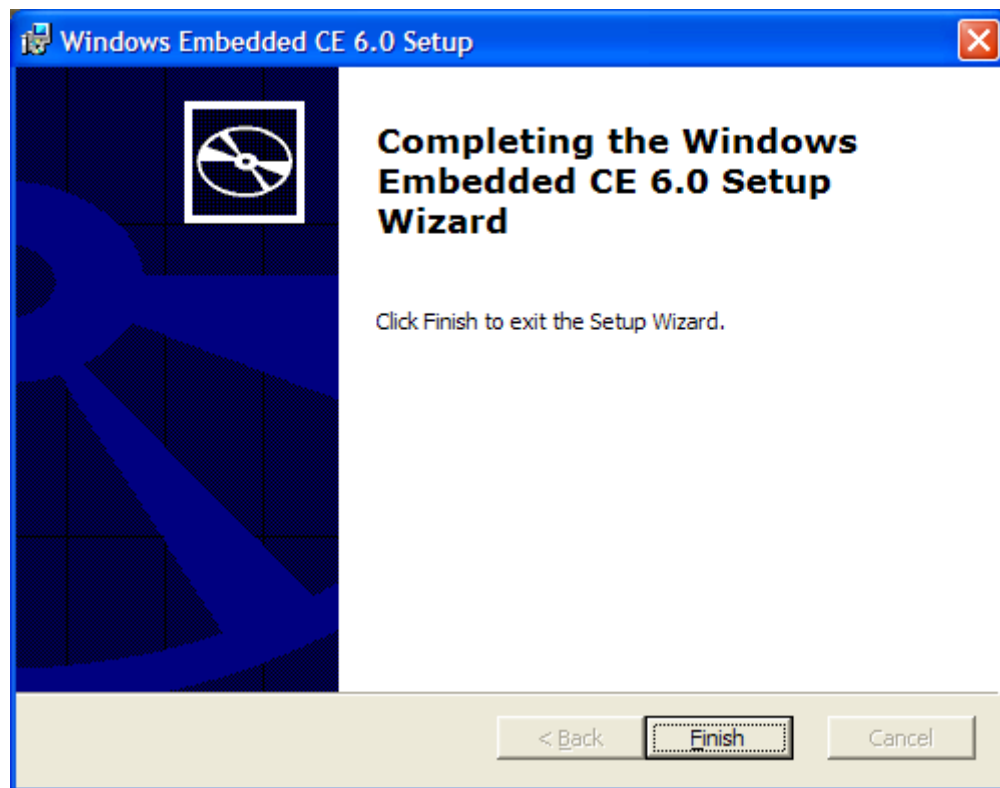 Windows Embedded CE 6.0 Setup
Completing the Windows
Embedded CE 6.0 Setup
Wizard
Click Finish to exit the Setup Wizard.
< Back Finish Cancel